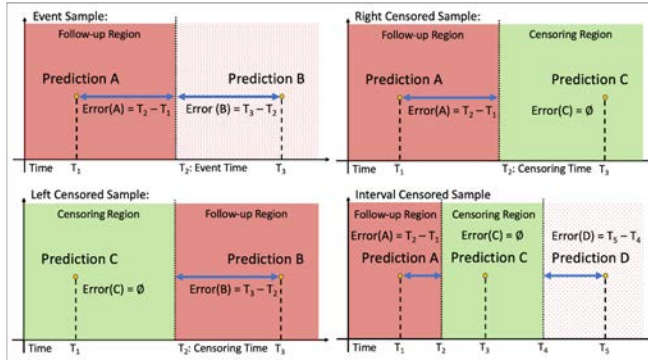 Event Sample:
Follow-up Region
Prediction A
Prediction B
Error(A) = T₂ – T₁
Error (B) = T₃ – T₂
Time
T₁
T₂: Event Time
T₃
Right Censored Sample:
Follow-up Region
Censoring Region
Prediction A
Prediction C
Error(A) = T₂ – T₁
Error(C) = Ø
Time
T₁
T₂: Censoring Time
T₃
Left Censored Sample:
Censoring Region
Follow-up Region
Prediction C
Prediction B
Error(C) = Ø
Error(B) = T₃ – T₂
Time
T₁
T₂: Censoring Time
T₃
Interval Censored Sample
Follow-up Region
Censoring Region
Error(A) = T₂ – T₁
Error(C) = Ø
Error(D) = T₅ – T₄
Prediction A
Prediction C
Prediction D
Time
T₁
T₂
T₃
T₄
T₅